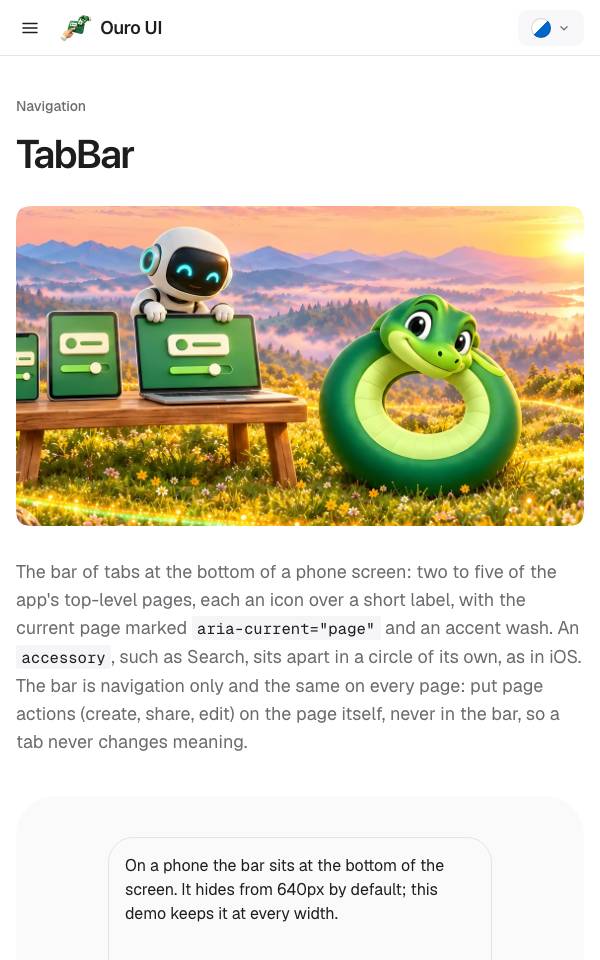 Ouro UI
Navigation
TabBar
The bar of tabs at the bottom of a phone screen: two to five of the
app's top-level pages, each an icon over a short label, with the
current page marked aria-current="page" and an accent wash. An
accessory, such as Search, sits apart in a circle of its own, as in iOS.
The bar is navigation only and the same on every page: put page
actions (create, share, edit) on the page itself, never in the bar, so a
tab never changes meaning.
On a phone the bar sits at the bottom of the
screen. It hides from 640px by default; this
demo keeps it at every width.